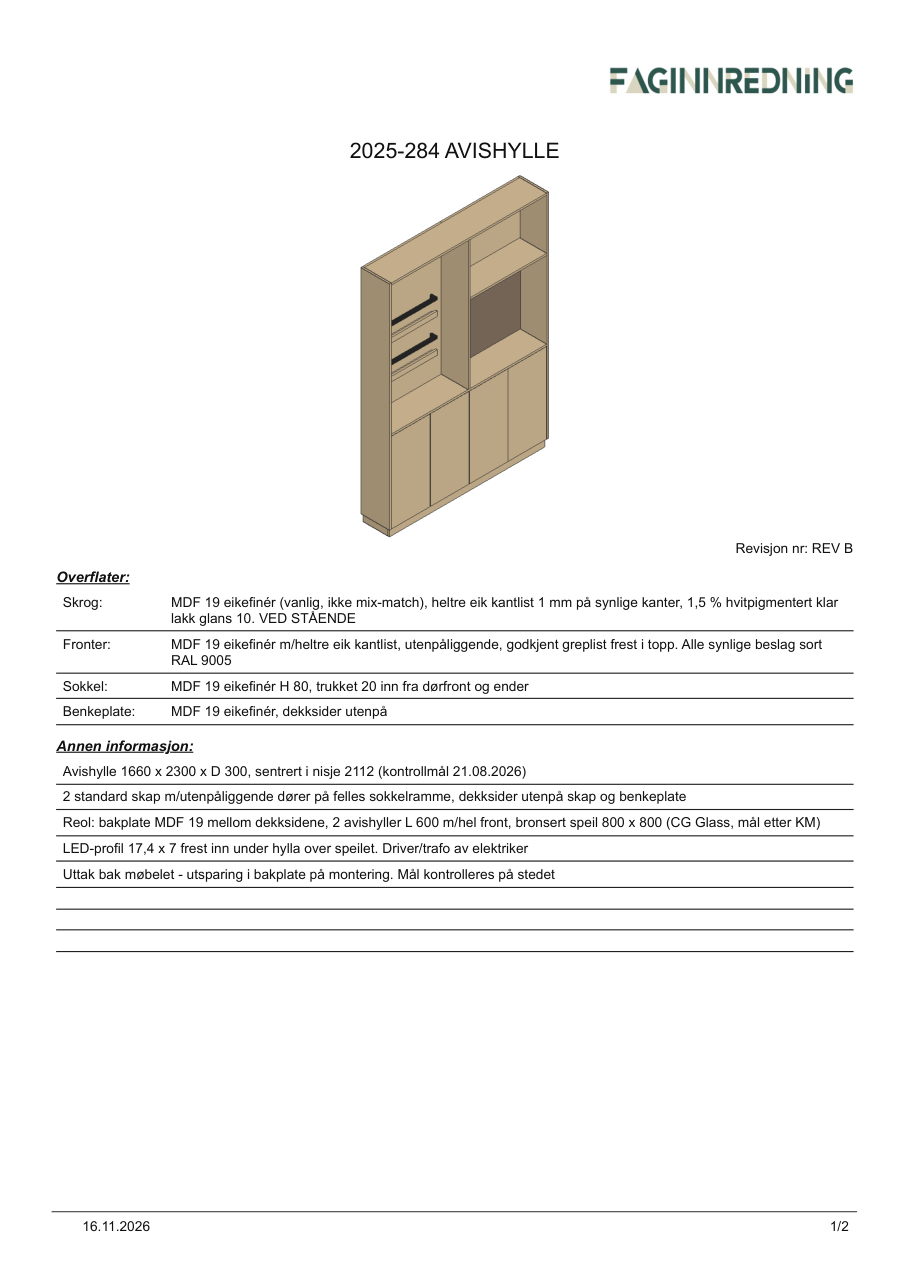 FAGINNREDNING
2025-284 AVISHYLLE
Revisjon nr: REV B
Overflater:
Skrog: MDF 19 eikefinér (vanlig, ikke mix-match), heltre eik kantlist 1 mm på synlige kanter, 1,5 % hvitpigmentert klar
lakk glans 10. VED STÅENDE
Fronter: MDF 19 eikefinér m/heltre eik kantlist, utenpåliggende, godkjent greplist frest i topp. Alle synlige beslag sort
RAL 9005
Sokkel: MDF 19 eikefinér H 80, trukket 20 inn fra dørfront og ender
Benkeplate: MDF 19 eikefinér, dekksider utenpå
Annen informasjon:
Avishylle 1660 x 2300 x D 300, sentrert i nisje 2112 (kontrollmål 21.08.2026)
2 standard skap m/utenpåliggende dører på felles sokkelramme, dekksider utenpå skap og benkeplate
Reol: bakplate MDF 19 mellom dekksidene, 2 avishyller L 600 m/hel front, bronsert speil 800 x 800 (CG Glass, mål etter KM)
LED-profil 17,4 x 7 frest inn under hylla over speilet. Driver/trafo av elektriker
Uttak bak møbelet - utsparing i bakplate på montering. Mål kontrolleres på stedet
16.11.2026
1/2